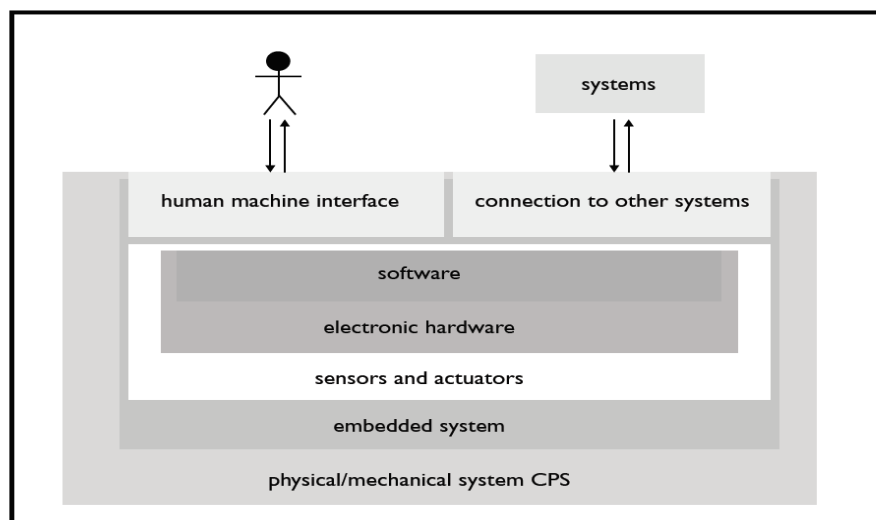 systems
human machine interface
connection to other systems
software
electronic hardware
sensors and actuators
embedded system
physical/mechanical system CPS